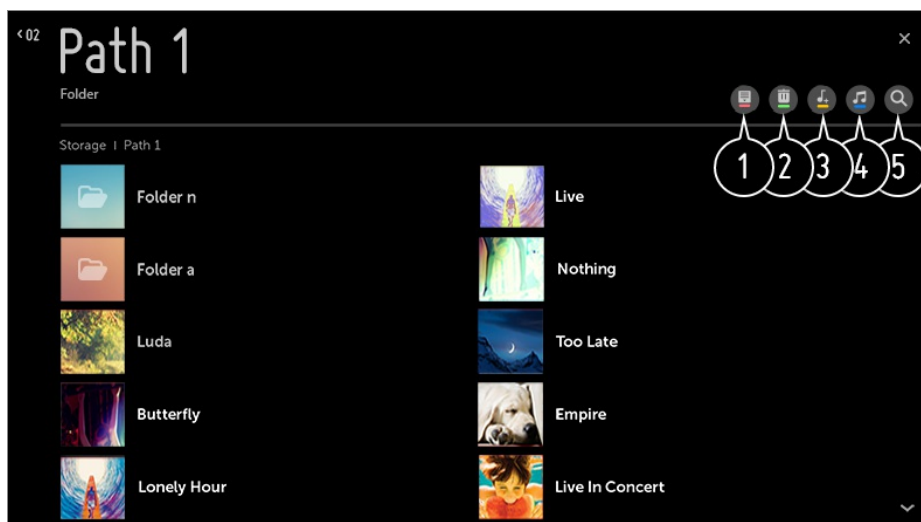 <02
Path 1
×
Folder
1 2 3 4 5
Storage I Path 1
Folder n
Folder a
Luda
Butterfly
Lonely Hour
Live
Nothing
Too Late
Empire
Live In Concert